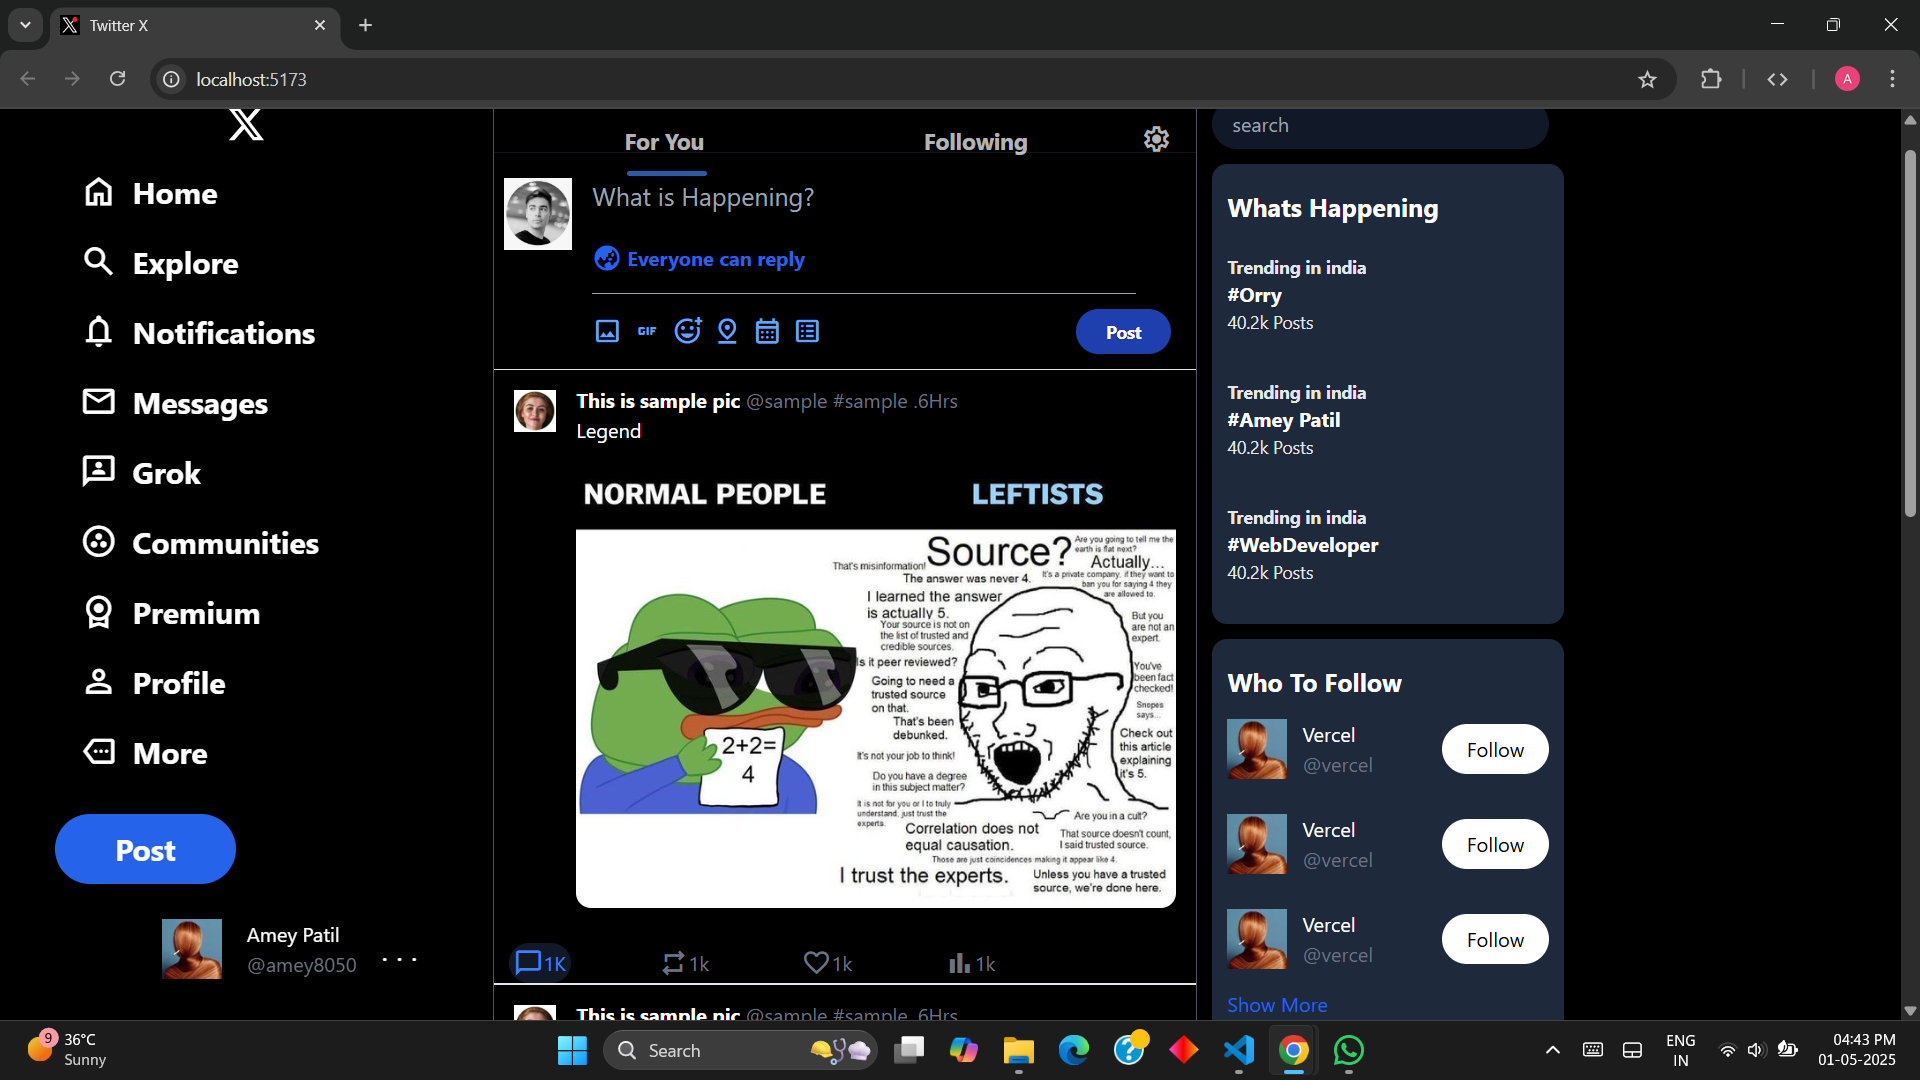 Twitter X
localhost:5173
A
Home
Explore
Notifications
Messages
Grok
Communities
Premium
Profile
More
Post
Amey Patil
@amey8050
For You
Following
What is Happening?
Everyone can reply
GIF
Post
This is sample pic @sample #sample .6Hrs
Legend
NORMAL PEOPLE
LEFTISTS
2+2=
4
Source?
Are you going to tell me the
earth is flat next?
Actually...
That's misinformation!
The answer was never 4.
It's a private company, if they want to
ban you for saying 4 they
are allowed to.
I learned the answer
is actually 5.
Your source is not on
the list of trusted and
credible sources.
But you
are not an
expert.
Is it peer reviewed?
You've
been fact
checked!
Going to need a
trusted source
on that.
Snopes
says...
That's been
debunked.
Check out
this article
explaining
it's 5.
It's not your job to think!
Do you have a degree
in this subject matter?
It is not for you or I to truly
understand, just trust the
experts.
Are you in a cult?
Correlation does not
equal causation.
That source doesn't count,
I said trusted source.
Those are just coincidences making it appear like 4.
I trust the experts.
Unless you have a trusted
source, we're done here.
1K
1k
1k
1k
This is sample pic @sample #sample .6Hrs
search
Whats Happening
Trending in india
#Orry
40.2k Posts
Trending in india
#Amey Patil
40.2k Posts
Trending in india
#WebDeveloper
40.2k Posts
Who To Follow
Vercel
@vercel
Follow
Vercel
@vercel
Follow
Vercel
@vercel
Follow
Show More
9
36°C
Sunny
Search
ENG
IN
04:43 PM
01-05-2025